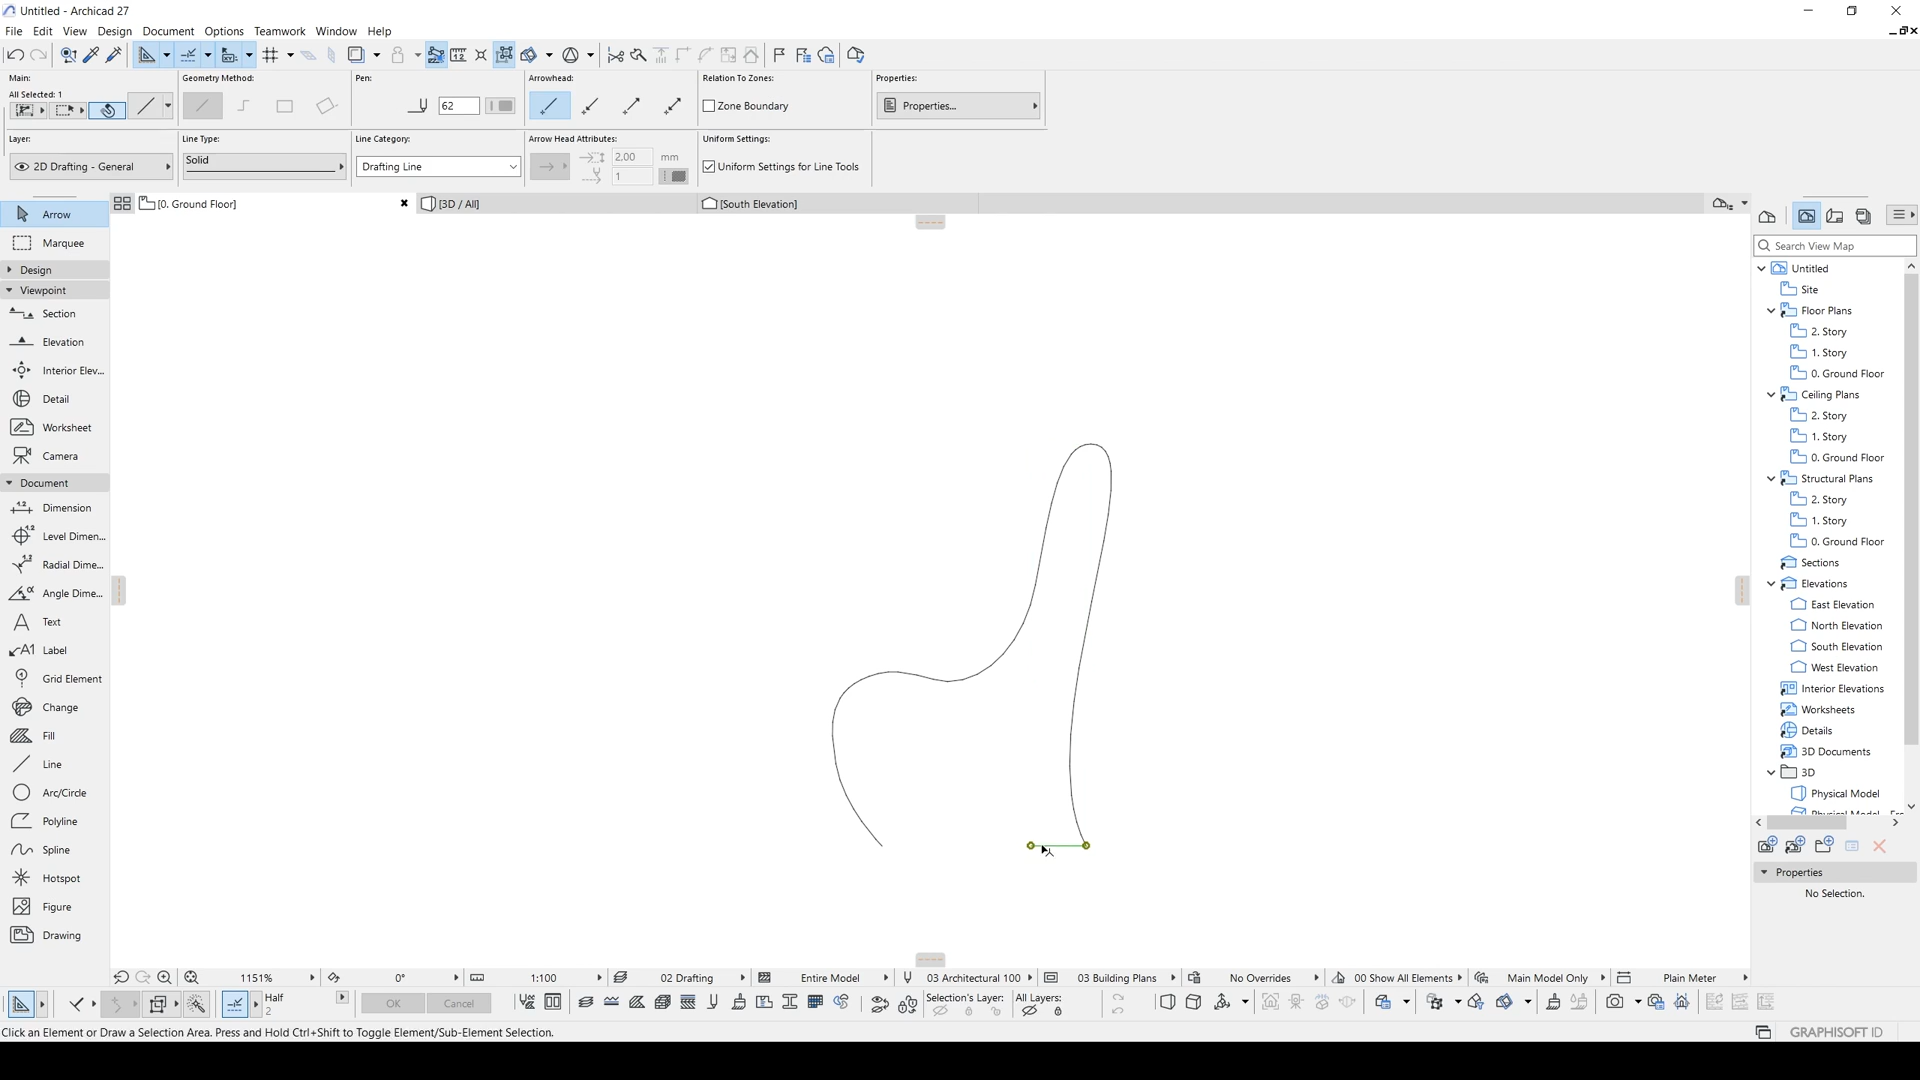 Untitled - Archicad 27
File Edit View Design Document Options Teamwork Window Help
Main: Geometry Method: Pen: Arrowhead: Relation To Zones: Properties:
All Selected: 1
62 Zone Boundary Properties...
Layer: Line Type: Line Category: Arrow Head Attributes: Uniform Settings:
2D Drafting - General Solid Drafting Line 2.00 mm Uniform Settings for Line Tools
1
[0. Ground Floor] [3D / All] [South Elevation]
Arrow
Marquee
Design
Viewpoint
Section
Elevation
Interior Elev...
Detail
Worksheet
Camera
Document
Dimension
Level Dimen...
Radial Dime...
Angle Dime...
Text
Label
Grid Element
Change
Fill
Line
Arc/Circle
Polyline
Spline
Hotspot
Figure
Drawing
Search View Map
Untitled
Site
Floor Plans
2. Story
1. Story
0. Ground Floor
Ceiling Plans
2. Story
1. Story
0. Ground Floor
Structural Plans
2. Story
1. Story
0. Ground Floor
Sections
Elevations
East Elevation
North Elevation
South Elevation
West Elevation
Interior Elevations
Worksheets
Details
3D Documents
3D
Physical Model
Properties
No Selection.
1151% 0° 1:100 02 Drafting Entire Model 03 Architectural 100 03 Building Plans No Overrides 00 Show All Elements Main Model Only Plain Meter
Half
2
OK Cancel Selection's Layer: All Layers:
Click an Element or Draw a Selection Area. Press and Hold Ctrl+Shift to Toggle Element/Sub-Element Selection.
GRAPHISOFT ID